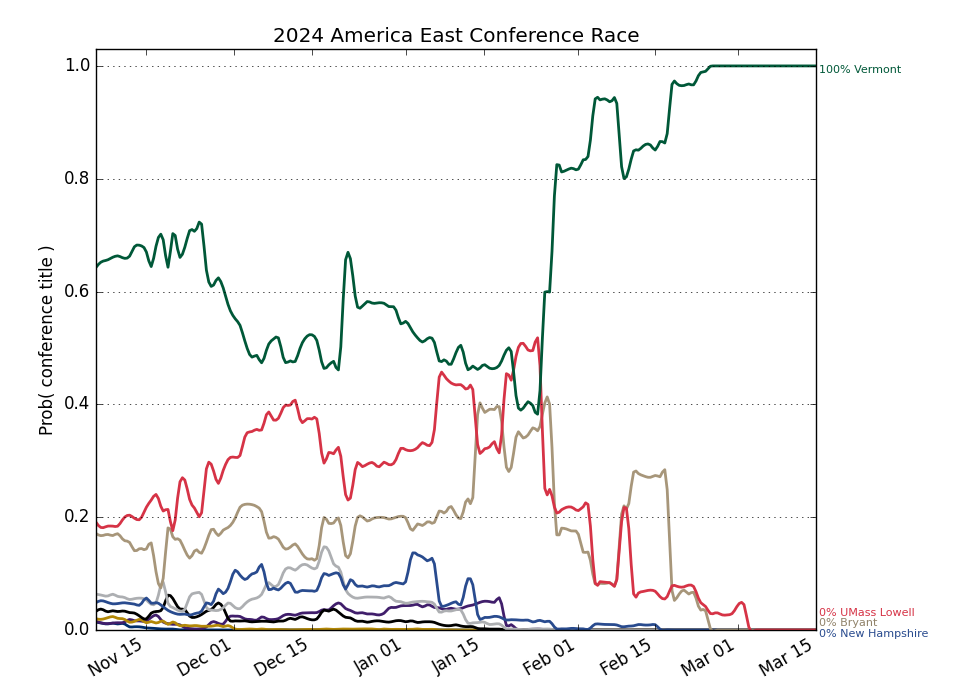 2024 America East Conference Race
1.0
0.8
0.6
0.4
0.2
0.0
Prob( conference title )
Nov 15
Dec 01
Dec 15
Jan 01
Jan 15
Feb 01
Feb 15
Mar 01
Mar 15
100% Vermont
0% UMass Lowell
0% Bryant
0% New Hampshire